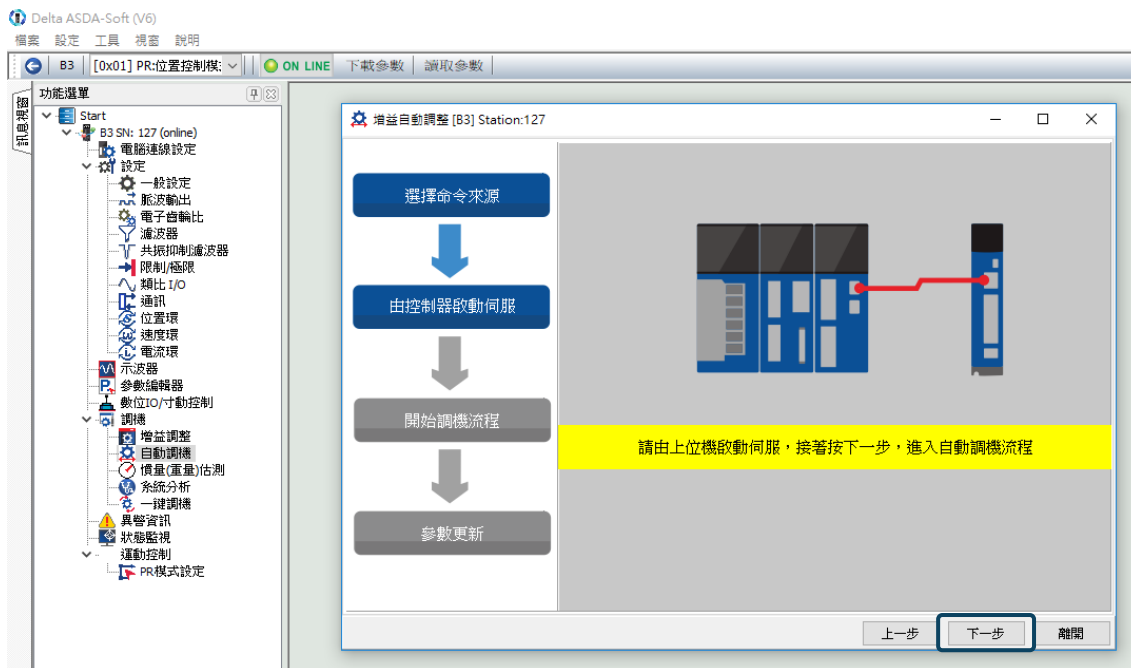 Delta ASDA-Soft (V6)
檔案 設定 工具 視窗 說明
B3 [0x01] PR:位置控制模: ON LINE 下載參數 讀取參數
訊息視窗
功能選單
Start
B3 SN: 127 (online)
電腦連線設定
設定
一般設定
脈波輸出
電子齒輪比
濾波器
共振抑制濾波器
限制/極限
類比 I/O
通訊
位置環
速度環
電流環
示波器
參數編輯器
數位IO/寸動控制
調機
增益調整
自動調機
慣量(重量)估測
系統分析
一鍵調機
異警資訊
狀態監視
運動控制
PR模式設定
增益自動調整 [B3] Station:127
選擇命令來源
由控制器啟動伺服
開始調機流程
參數更新
請由上位機啟動伺服，接著按下一步，進入自動調機流程
上一步 下一步 離開